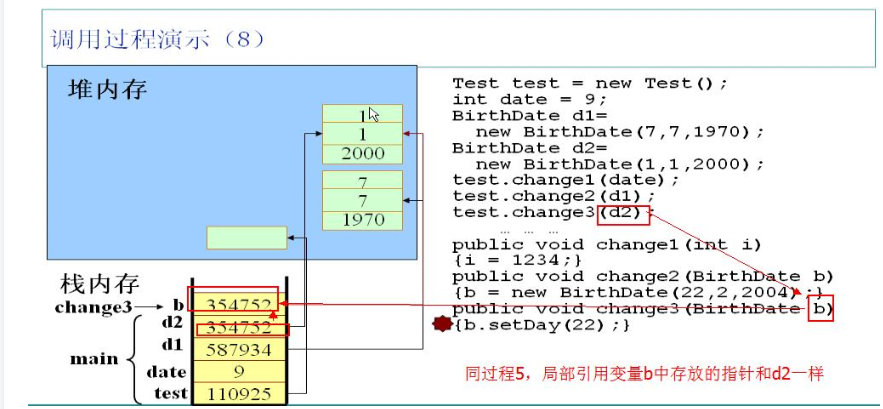 调用过程演示（8）
堆内存
1
1
2000
7
7
1970
栈内存
change3 b 354752
d2 354752
d1 587934
main
date 9
test 110925
Test test = new Test();
int date = 9;
BirthDate d1=
new BirthDate(7,7,1970);
BirthDate d2=
new BirthDate(1,1,2000);
test.change1(date);
test.change2(d1);
test.change3(d2);
… … …
public void change1(int i)
{i = 1234;}
public void change2(BirthDate b)
{b = new BirthDate(22,2,2004);}
public void change3(BirthDate b)
{b.setDay(22);}
同过程5，局部引用变量b中存放的指针和d2一样